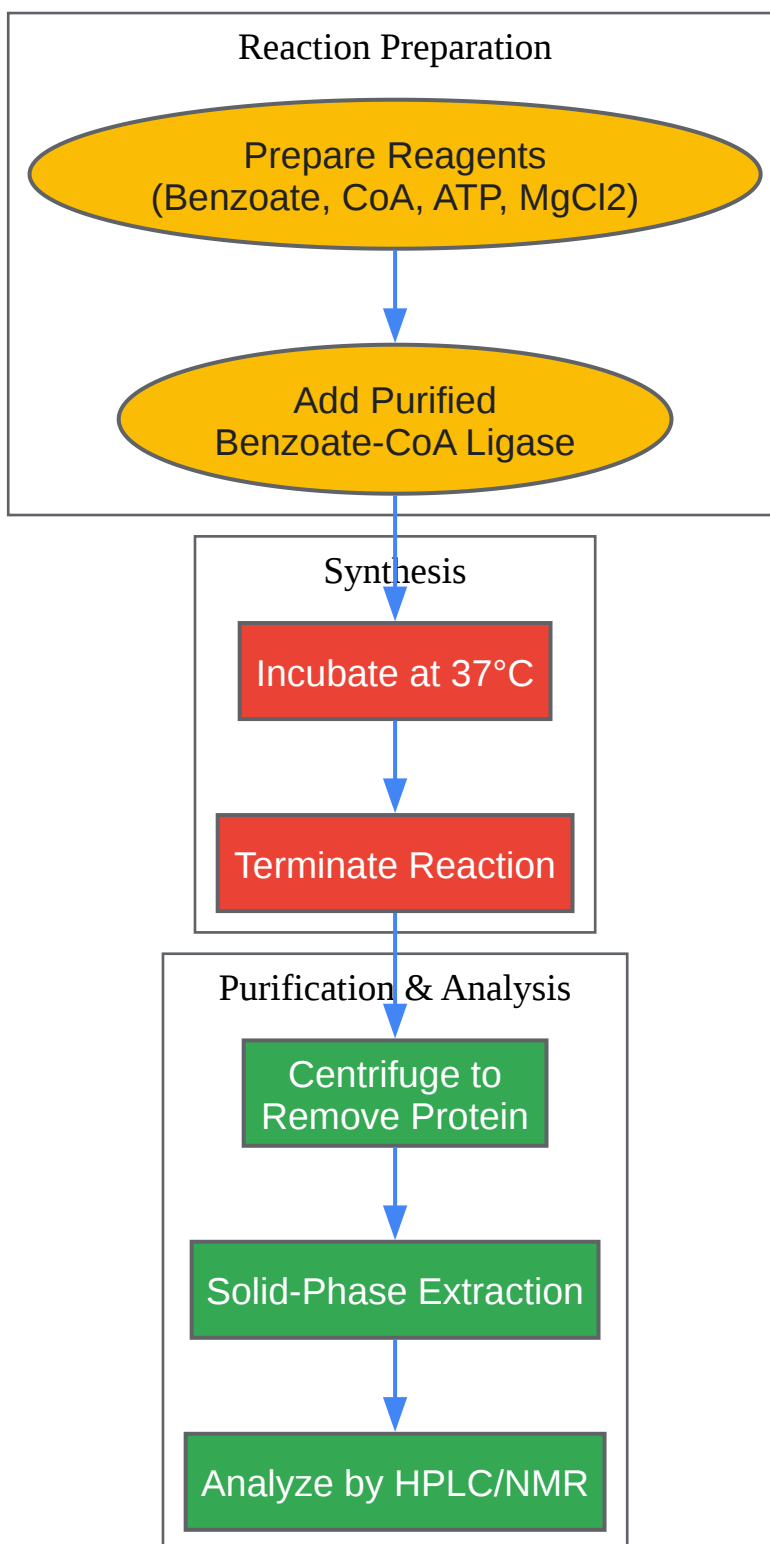 Reaction Preparation
Prepare Reagents
(Benzoate, CoA, ATP, MgCl2)
Add Purified
Benzoate-CoA Ligase
Synthesis
Incubate at 37°C
Terminate Reaction
Purification & Analysis
Centrifuge to
Remove Protein
Solid-Phase Extraction
Analyze by HPLC/NMR